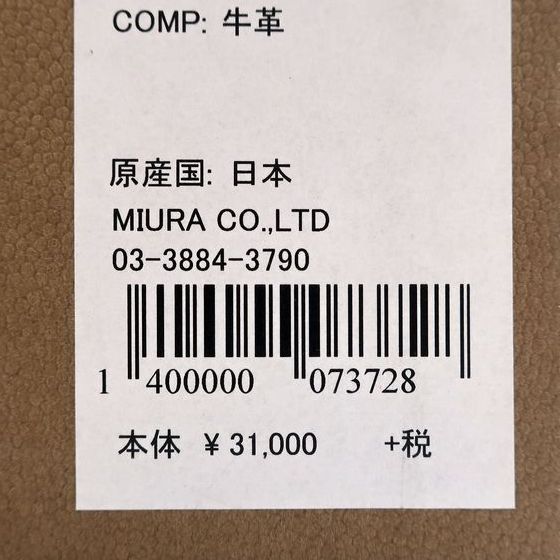 COMP: 牛革
原産国: 日本
MIURA CO.,LTD
03-3884-3790
1 400000 073728
本体 ¥ 31,000 +税